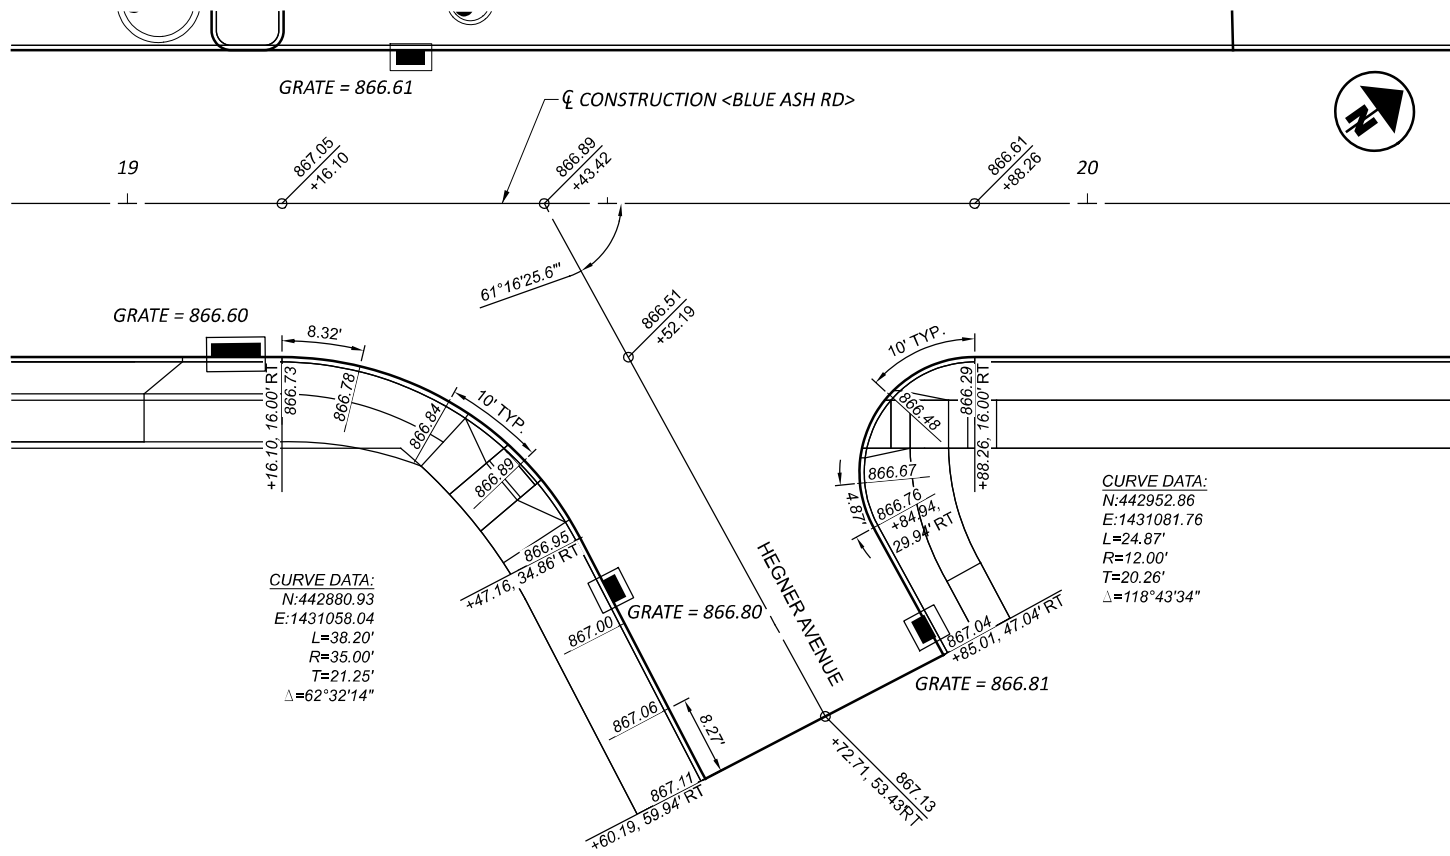 GRATE = 866.61
℄ CONSTRUCTION <BLUE ASH RD>
N
19
867.05
+16.10
866.89
+43.42
866.61
+88.26
20
61°16'25.6"'
866.51
+52.19
GRATE = 866.60
8.32'
10' TYP.
10' TYP.
+16.10, 16.00' RT
866.73
866.78
866.84
866.89
866.95
+47.16, 34.86' RT
866.29
+88.26, 16.00' RT
866.48
866.67
4.87'
866.76
+84.94,
29.94' RT
CURVE DATA:
N:442952.86
E:1431081.76
L=24.87'
R=12.00'
T=20.26'
Δ=118°43'34"
CURVE DATA:
N:442880.93
E:1431058.04
L=38.20'
R=35.00'
T=21.25'
Δ=62°32'14"
GRATE = 866.80
HEGNER AVENUE
867.00
867.04
+85.01, 47.04' RT
GRATE = 866.81
867.06
8.27'
867.11
+60.19, 59.94' RT
867.13
+72.71, 53.43'RT